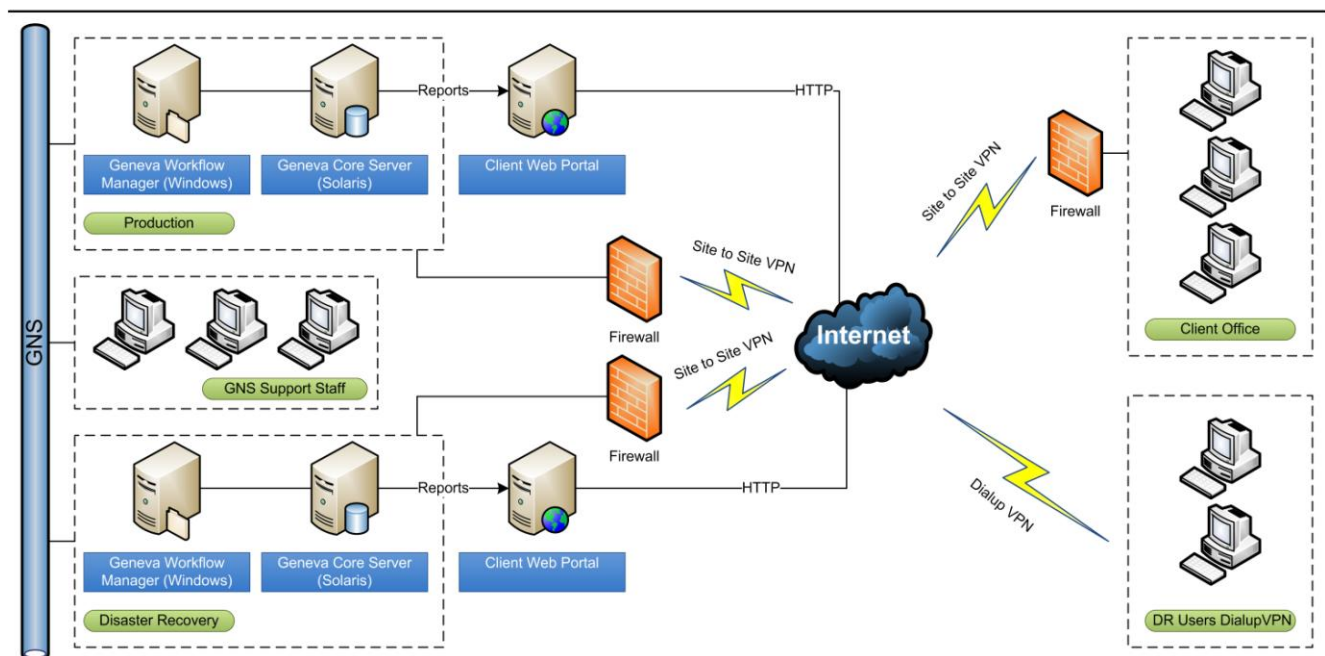 GNS
Geneva Workflow
Manager (Windows)
Geneva Core Server
(Solaris)
Reports
Client Web Portal
HTTP
Production
Site to Site VPN
Firewall
Site to Site VPN
Firewall
Client Office
GNS Support Staff
Internet
Site to Site VPN
Firewall
Geneva Workflow
Manager (Windows)
Geneva Core Server
(Solaris)
Reports
Client Web Portal
HTTP
Disaster Recovery
Dialup VPN
DR Users DialupVPN